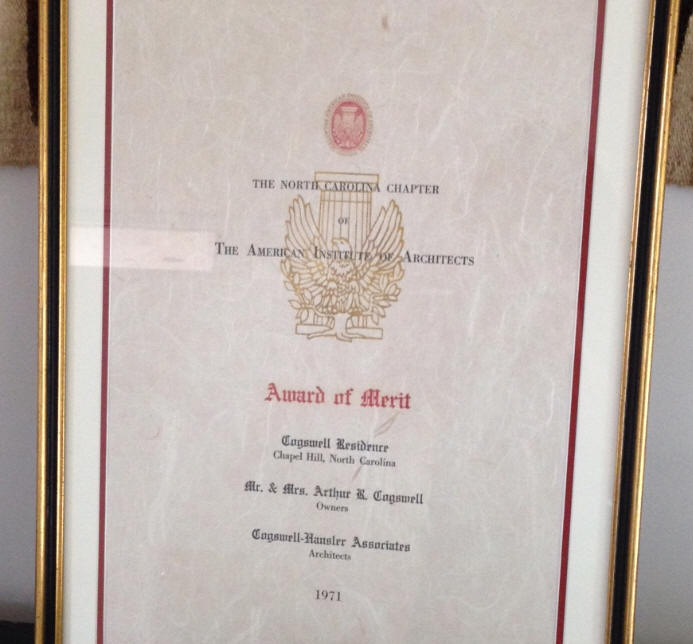 THE NORTH CAROLINA CHAPTER
OF
THE AMERICAN INSTITUTE OF ARCHITECTS
Award of Merit
Cogswell Residence
Chapel Hill, North Carolina
Mr. & Mrs. Arthur R. Cogswell
Owners
Cogswell-Hausler Associates
Architects
1971